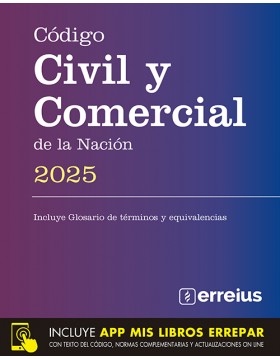 Código
Civil y
Comercial
de la Nación
2025
Incluye Glosario de términos y equivalencias
erreius
INCLUYE APP MIS LIBROS ERREPAR
CON TEXTO DEL CÓDIGO, NORMAS COMPLEMENTARIAS Y ACTUALIZACIONES ON LINE